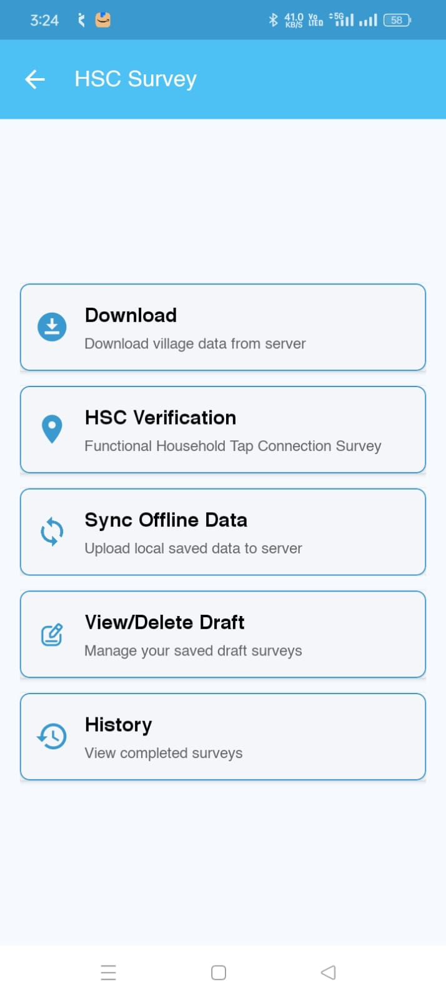 3:24 41.0 KB/S Vo LTE D 5G 58
HSC Survey
Download
Download village data from server
HSC Verification
Functional Household Tap Connection Survey
Sync Offline Data
Upload local saved data to server
View/Delete Draft
Manage your saved draft surveys
History
View completed surveys